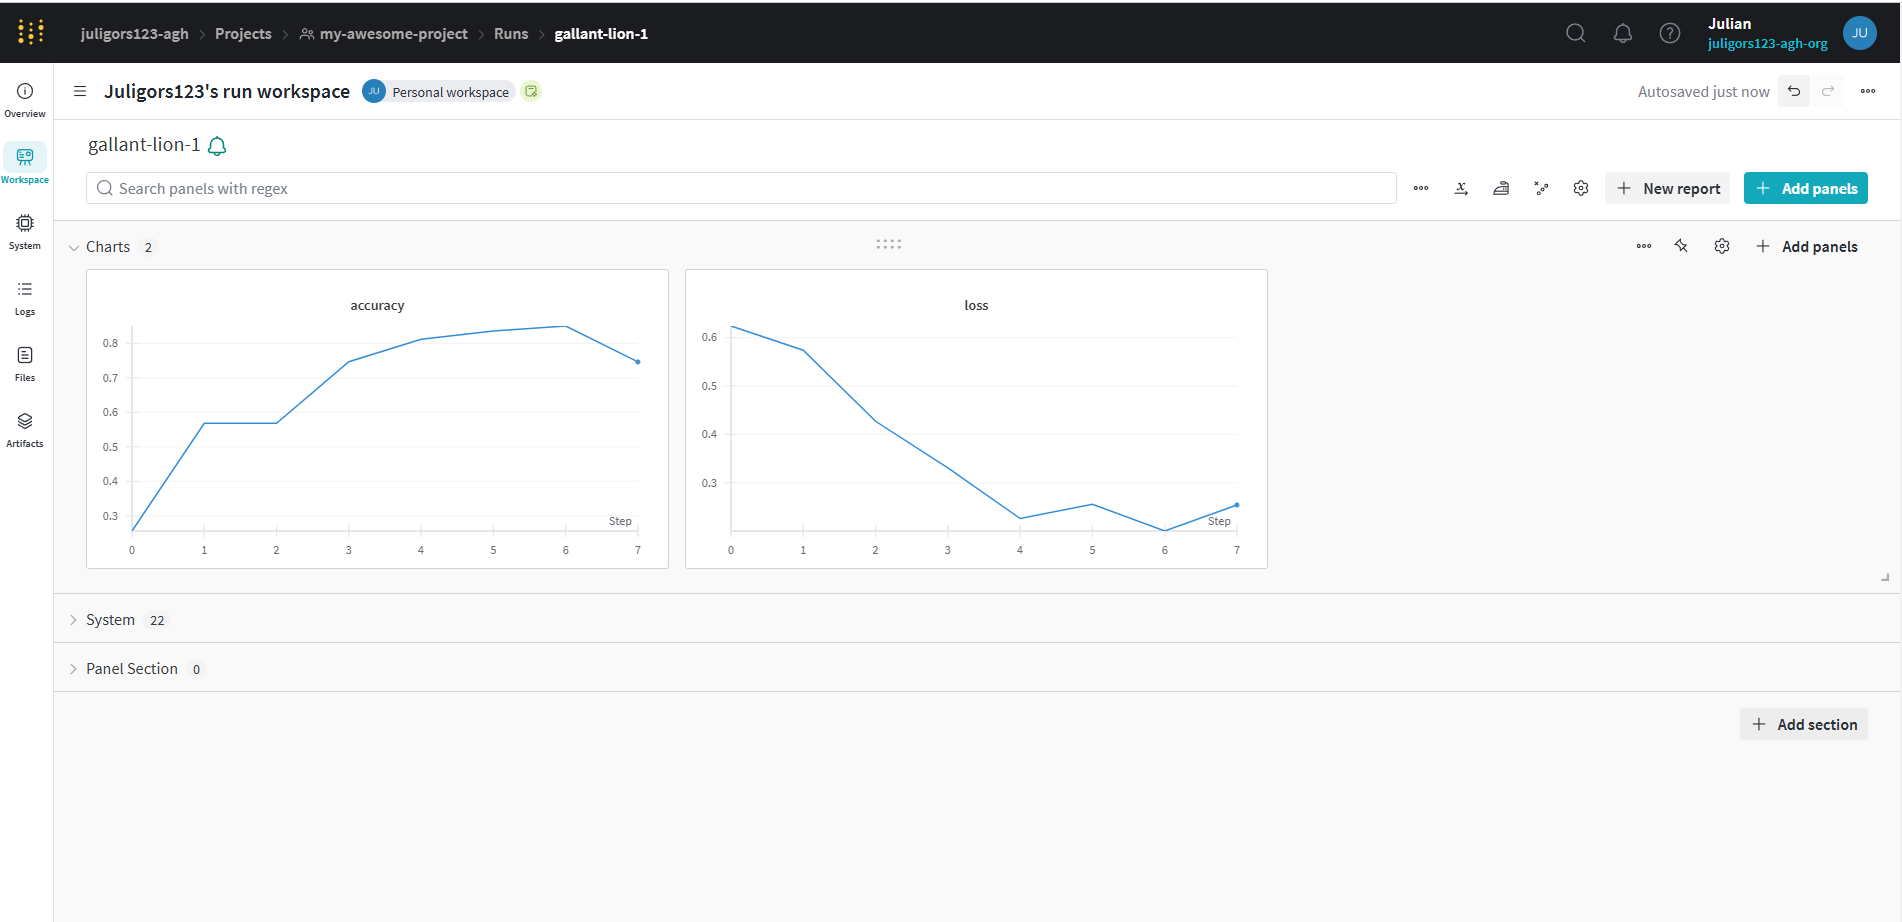 juligors123-agh > Projects > my-awesome-project > Runs > gallant-lion-1
Julian
juligors123-agh-org
JU
Overview
Workspace
System
Logs
Files
Artifacts
Juligors123's run workspace
JU
Personal workspace
Autosaved just now
gallant-lion-1
Search panels with regex
New report
Add panels
Charts 2
Add panels
accuracy
0.8
0.7
0.6
0.5
0.4
0.3
Step
0 1 2 3 4 5 6 7
loss
0.6
0.5
0.4
0.3
Step
0 1 2 3 4 5 6 7
System 22
Panel Section 0
Add section